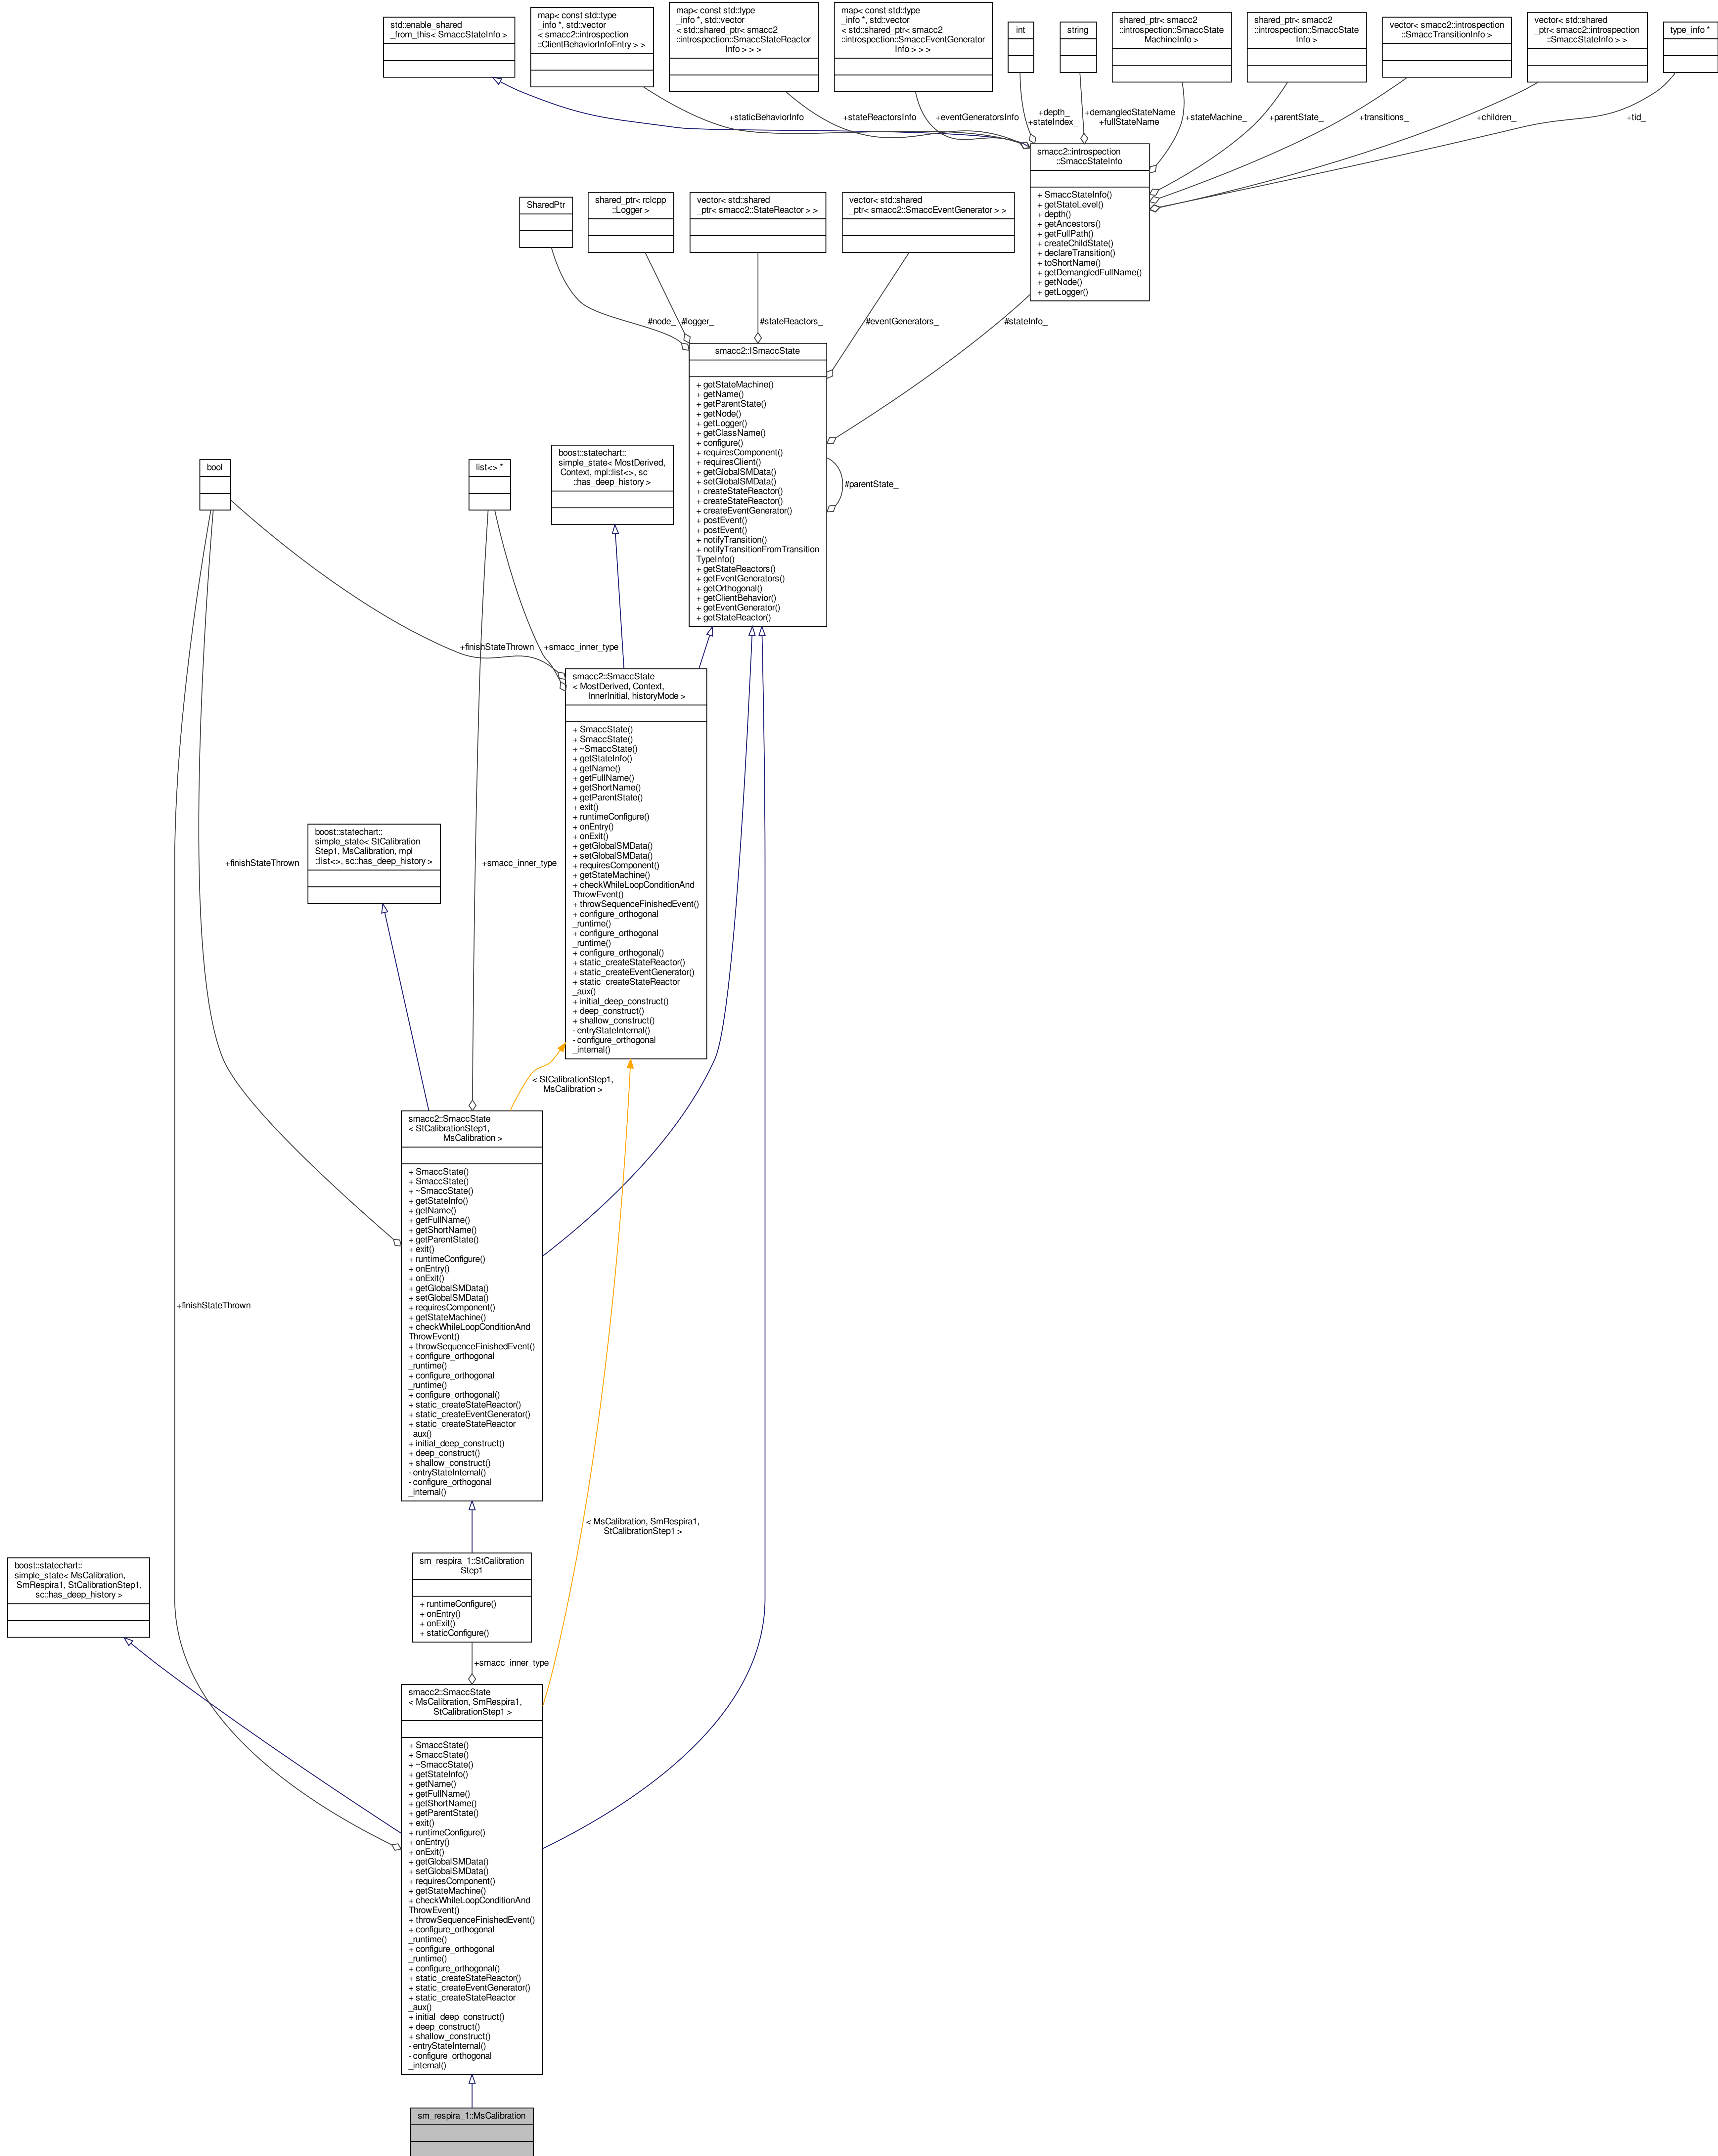 std::enable_shared
_from_this< SmaccStateInfo >
map< const std::type
_info *, std::vector
< smacc2::introspection
::ClientBehaviorInfoEntry > >
map< const std::type
_info *, std::vector
< std::shared_ptr< smacc2
::introspection::SmaccStateReactor
Info > > >
map< const std::type
_info *, std::vector
< std::shared_ptr< smacc2
::introspection::SmaccEventGenerator
Info > > >
int
string
shared_ptr< smacc2
::introspection::SmaccState
MachineInfo >
shared_ptr< smacc2
::introspection::SmaccState
Info >
vector< smacc2::introspection
::SmaccTransitionInfo >
vector< std::shared
_ptr< smacc2::introspection
::SmaccStateInfo > >
type_info *
+staticBehaviorInfo
+stateReactorsInfo
+eventGeneratorsInfo
+depth_
+stateIndex_
+demangledStateName
+fullStateName
+stateMachine_
+parentState_
+transitions_
+children_
+tid_
smacc2::introspection
::SmaccStateInfo
+ SmaccStateInfo()
+ getStateLevel()
+ depth()
+ getAncestors()
+ getFullPath()
+ createChildState()
+ declareTransition()
+ toShortName()
+ getDemangledFullName()
+ getNode()
+ getLogger()
SharedPtr
shared_ptr< rclcpp
::Logger >
vector< std::shared
_ptr< smacc2::StateReactor > >
vector< std::shared
_ptr< smacc2::SmaccEventGenerator > >
#node_
#logger_
#stateReactors_
#eventGenerators_
#stateInfo_
smacc2::ISmaccState
+ getStateMachine()
+ getName()
+ getParentState()
+ getNode()
+ getLogger()
+ getClassName()
+ configure()
+ requiresComponent()
+ requiresClient()
+ getGlobalSMData()
+ setGlobalSMData()
+ createStateReactor()
+ createStateReactor()
+ createEventGenerator()
+ postEvent()
+ postEvent()
+ notifyTransition()
+ notifyTransitionFromTransition
TypeInfo()
+ getStateReactors()
+ getEventGenerators()
+ getOrthogonal()
+ getClientBehavior()
+ getEventGenerator()
+ getStateReactor()
#parentState_
bool
list<> *
boost::statechart::
simple_state< MostDerived,
Context, mpl::list<>, sc
::has_deep_history >
+finishStateThrown
+smacc_inner_type
smacc2::SmaccState
< MostDerived, Context,
InnerInitial, historyMode >
+ SmaccState()
+ SmaccState()
+ ~SmaccState()
+ getStateInfo()
+ getName()
+ getFullName()
+ getShortName()
+ getParentState()
+ exit()
+ runtimeConfigure()
+ onEntry()
+ onExit()
+ getGlobalSMData()
+ setGlobalSMData()
+ requiresComponent()
+ getStateMachine()
+ checkWhileLoopConditionAnd
ThrowEvent()
+ throwSequenceFinishedEvent()
+ configure_orthogonal
_runtime()
+ configure_orthogonal
_runtime()
+ configure_orthogonal()
+ static_createStateReactor()
+ static_createEventGenerator()
+ static_createStateReactor
_aux()
+ initial_deep_construct()
+ deep_construct()
+ shallow_construct()
- entryStateInternal()
- configure_orthogonal
_internal()
boost::statechart::
simple_state< StCalibration
Step1, MsCalibration, mpl
::list<>, sc::has_deep_history >
+finishStateThrown
+smacc_inner_type
< StCalibrationStep1,
MsCalibration >
smacc2::SmaccState
< StCalibrationStep1,
MsCalibration >
+ SmaccState()
+ SmaccState()
+ ~SmaccState()
+ getStateInfo()
+ getName()
+ getFullName()
+ getShortName()
+ getParentState()
+ exit()
+ runtimeConfigure()
+ onEntry()
+ onExit()
+ getGlobalSMData()
+ setGlobalSMData()
+ requiresComponent()
+ getStateMachine()
+ checkWhileLoopConditionAnd
ThrowEvent()
+ throwSequenceFinishedEvent()
+ configure_orthogonal
_runtime()
+ configure_orthogonal
_runtime()
+ configure_orthogonal()
+ static_createStateReactor()
+ static_createEventGenerator()
+ static_createStateReactor
_aux()
+ initial_deep_construct()
+ deep_construct()
+ shallow_construct()
- entryStateInternal()
- configure_orthogonal
_internal()
+finishStateThrown
< MsCalibration, SmRespira1,
StCalibrationStep1 >
boost::statechart::
simple_state< MsCalibration,
SmRespira1, StCalibrationStep1,
sc::has_deep_history >
sm_respira_1::StCalibration
Step1
+ runtimeConfigure()
+ onEntry()
+ onExit()
+ staticConfigure()
+smacc_inner_type
smacc2::SmaccState
< MsCalibration, SmRespira1,
StCalibrationStep1 >
+ SmaccState()
+ SmaccState()
+ ~SmaccState()
+ getStateInfo()
+ getName()
+ getFullName()
+ getShortName()
+ getParentState()
+ exit()
+ runtimeConfigure()
+ onEntry()
+ onExit()
+ getGlobalSMData()
+ setGlobalSMData()
+ requiresComponent()
+ getStateMachine()
+ checkWhileLoopConditionAnd
ThrowEvent()
+ throwSequenceFinishedEvent()
+ configure_orthogonal
_runtime()
+ configure_orthogonal
_runtime()
+ configure_orthogonal()
+ static_createStateReactor()
+ static_createEventGenerator()
+ static_createStateReactor
_aux()
+ initial_deep_construct()
+ deep_construct()
+ shallow_construct()
- entryStateInternal()
- configure_orthogonal
_internal()
sm_respira_1::MsCalibration